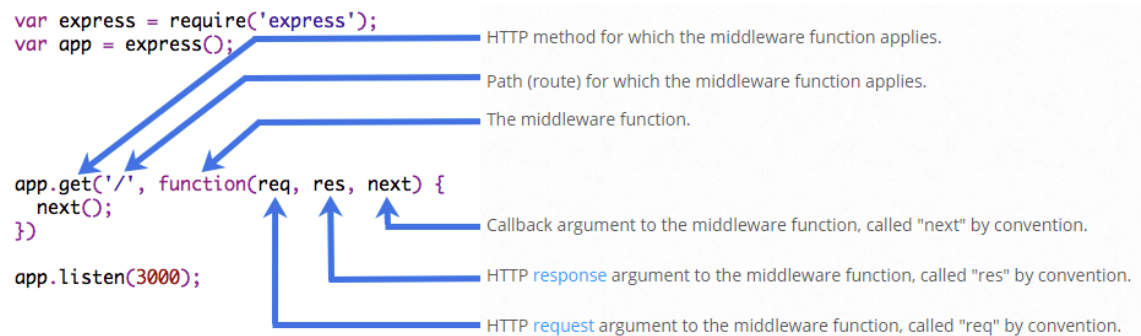 var express = require('express');
var app = express();
HTTP method for which the middleware function applies.
Path (route) for which the middleware function applies.
The middleware function.
app.get('/', function(req, res, next) {
  next();
})
Callback argument to the middleware function, called "next" by convention.
app.listen(3000);
HTTP response argument to the middleware function, called "res" by convention.
HTTP request argument to the middleware function, called "req" by convention.